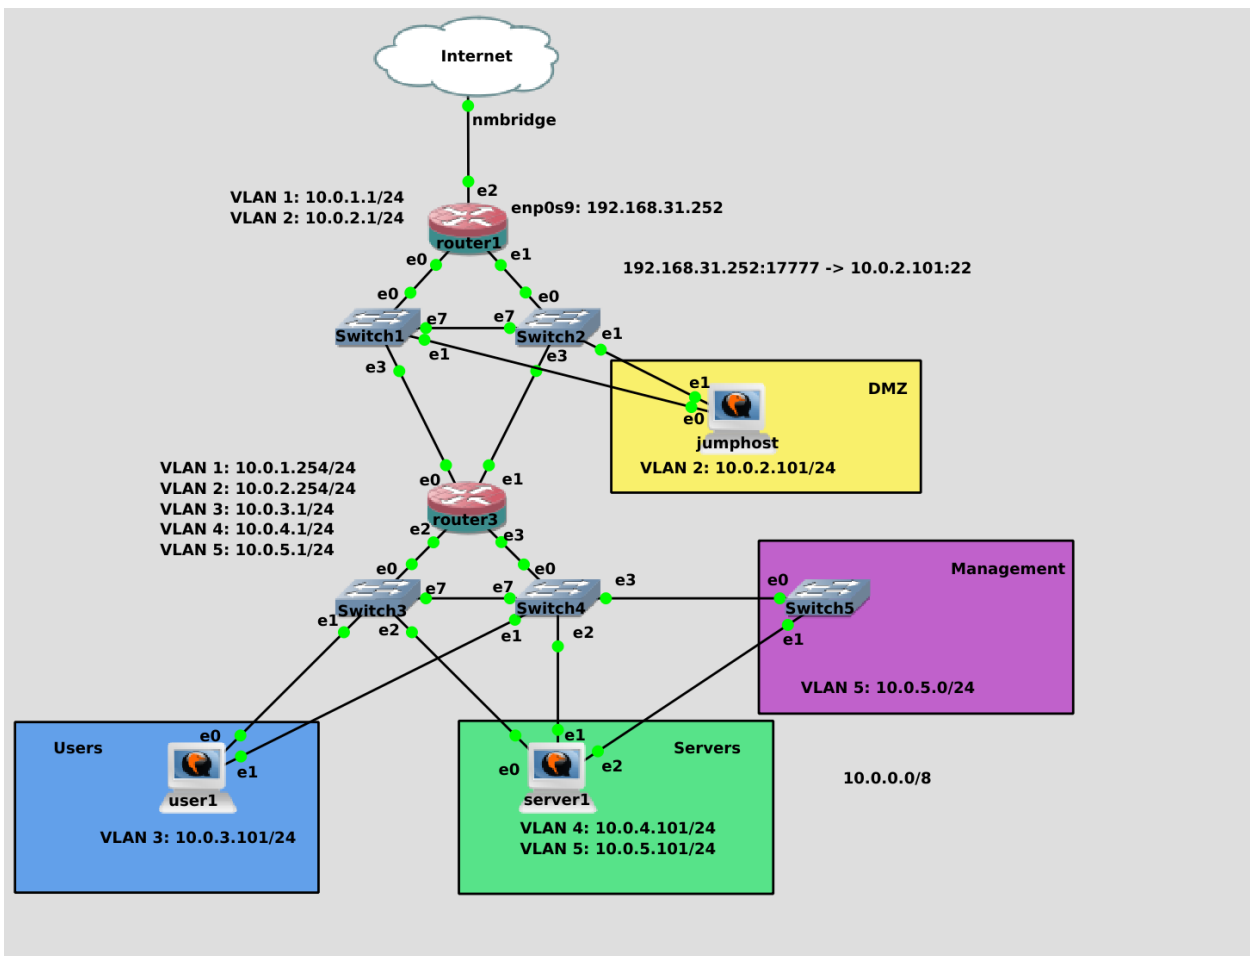 Internet
nmbridge
e2
VLAN 1: 10.0.1.1/24
VLAN 2: 10.0.2.1/24
enp0s9: 192.168.31.252
router1
e0
e1
192.168.31.252:17777 -> 10.0.2.101:22
e0
e0
e7
e7
e1
Switch1
Switch2
e1
e3
e3
e1
DMZ
e0
jumphost
VLAN 2: 10.0.2.101/24
VLAN 1: 10.0.1.254/24
VLAN 2: 10.0.2.254/24
VLAN 3: 10.0.3.1/24
VLAN 4: 10.0.4.1/24
VLAN 5: 10.0.5.1/24
e0
e1
router3
e2
e3
e0
e0
e7
e7
e3
e0
Management
Switch3
Switch4
Switch5
e1
e2
e1
e2
e1
VLAN 5: 10.0.5.0/24
Users
e0
e1
user1
VLAN 3: 10.0.3.101/24
e1
Servers
e0
e2
server1
VLAN 4: 10.0.4.101/24
VLAN 5: 10.0.5.101/24
10.0.0.0/8